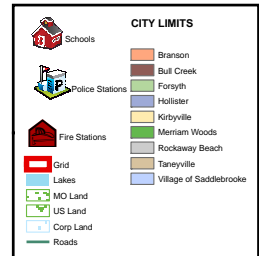 Schools
Police Stations
Fire Stations
Grid
Lakes
MO Land
US Land
Corp Land
Roads
CITY LIMITS
Branson
Bull Creek
Forsyth
Hollister
Kirbyville
Merriam Woods
Rockaway Beach
Taneyville
Village of Saddlebrooke